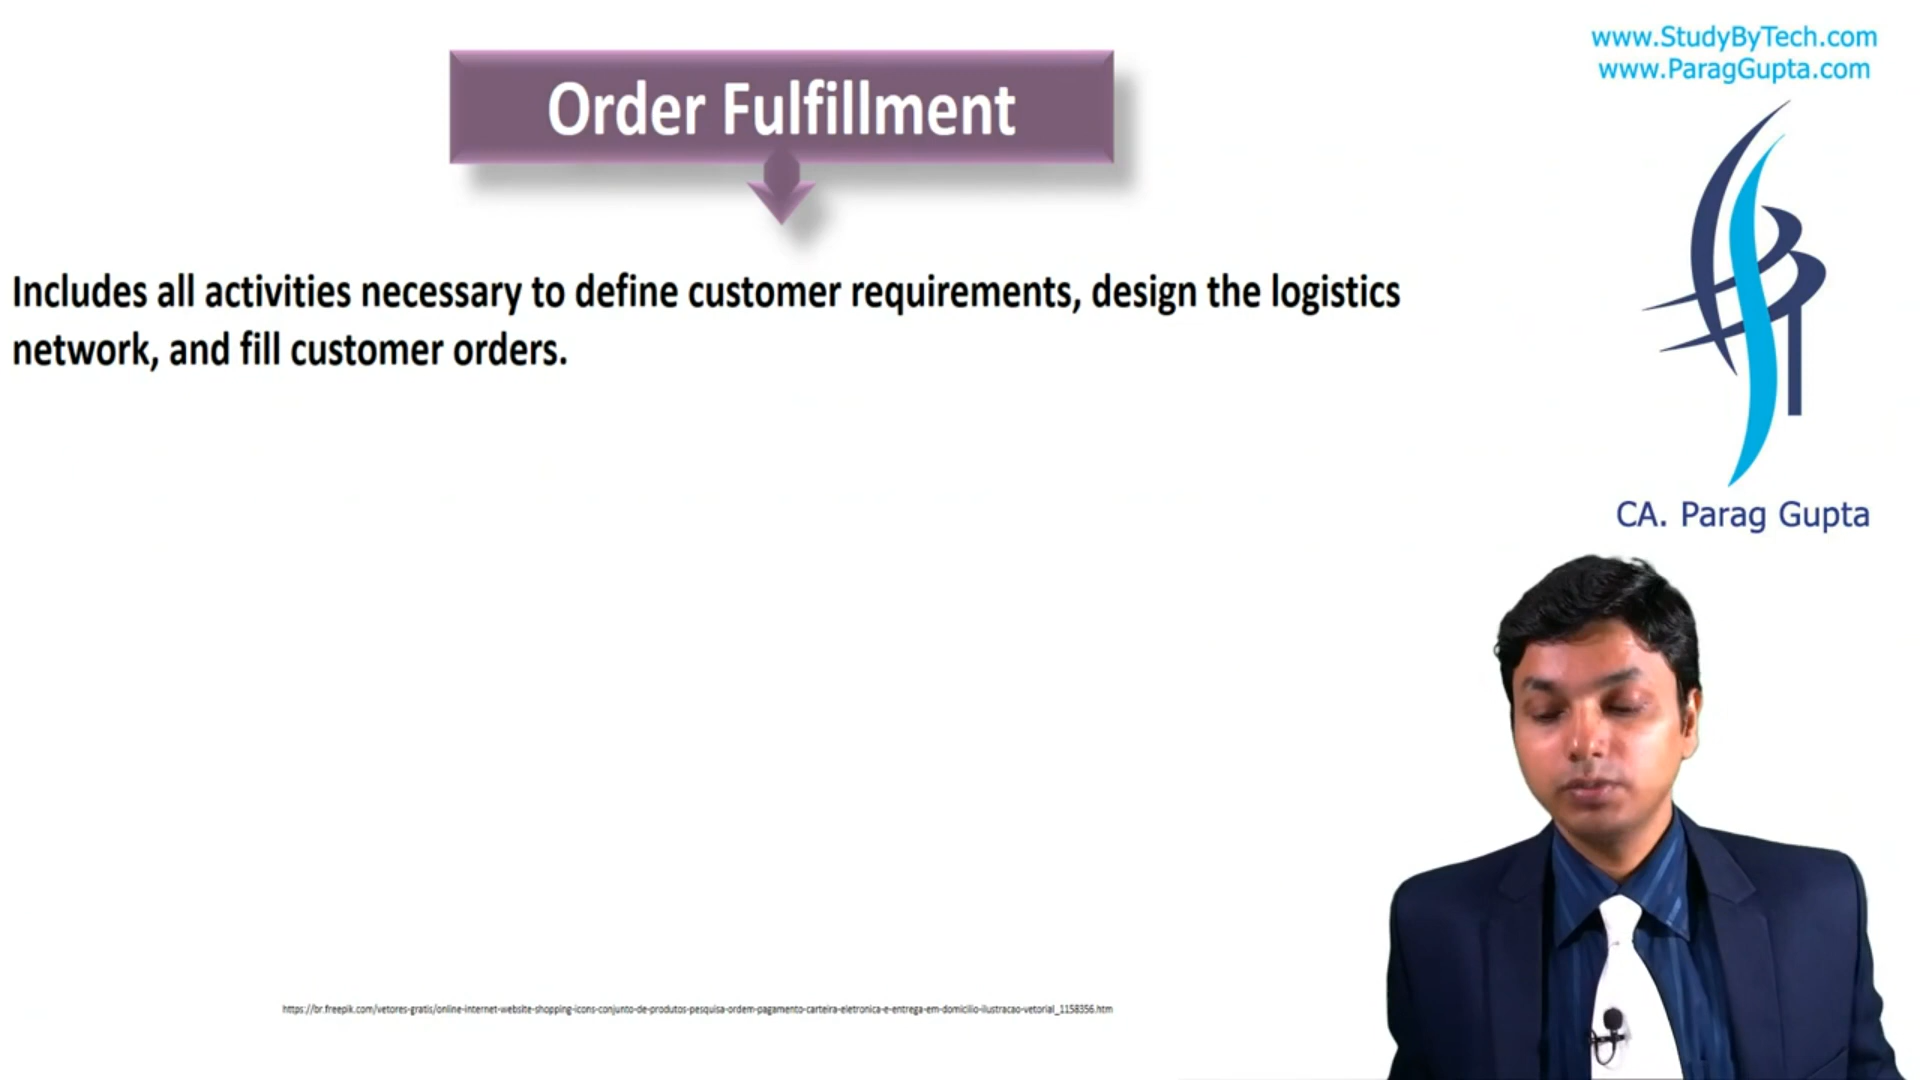 www.StudyByTech.com
www.ParagGupta.com
Order Fulfillment
Includes all activities necessary to define customer requirements, design the logistics
network, and fill customer orders.
CA. Parag Gupta
https://br.freepik.com/vetores-gratis/online-internet-website-shopping-icons-conjunto-de-produtos-pesquisa-ordem-pagamento-carteira-eletronica-e-entrega-em-domicilio-ilustracao-vetorial_1158356.htm